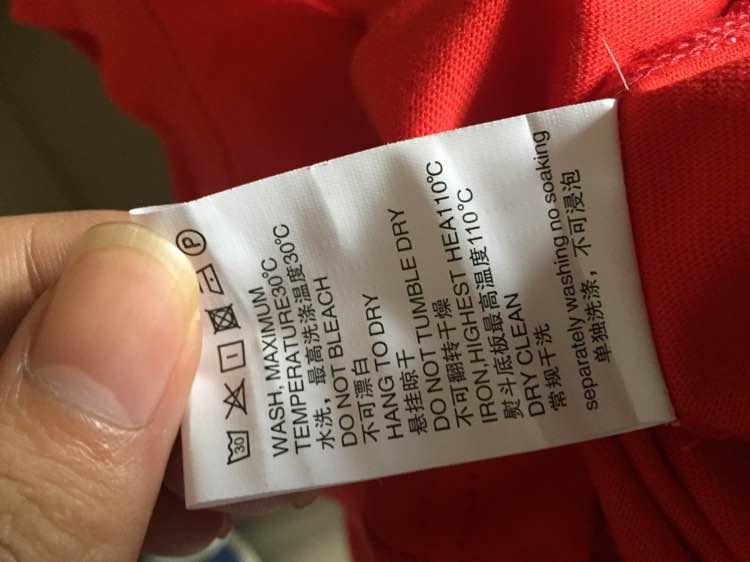 30 P
WASH, MAXIMUM
TEMPERATURE30℃
水洗，最高洗涤温度30℃
DO NOT BLEACH
不可漂白
HANG TO DRY
悬挂晾干
DO NOT TUMBLE DRY
不可翻转干燥
IRON,HIGHEST HEA110℃
熨斗底板最高温度110℃
DRY CLEAN
常规干洗
separately washing no soaking
单独洗涤，不可浸泡